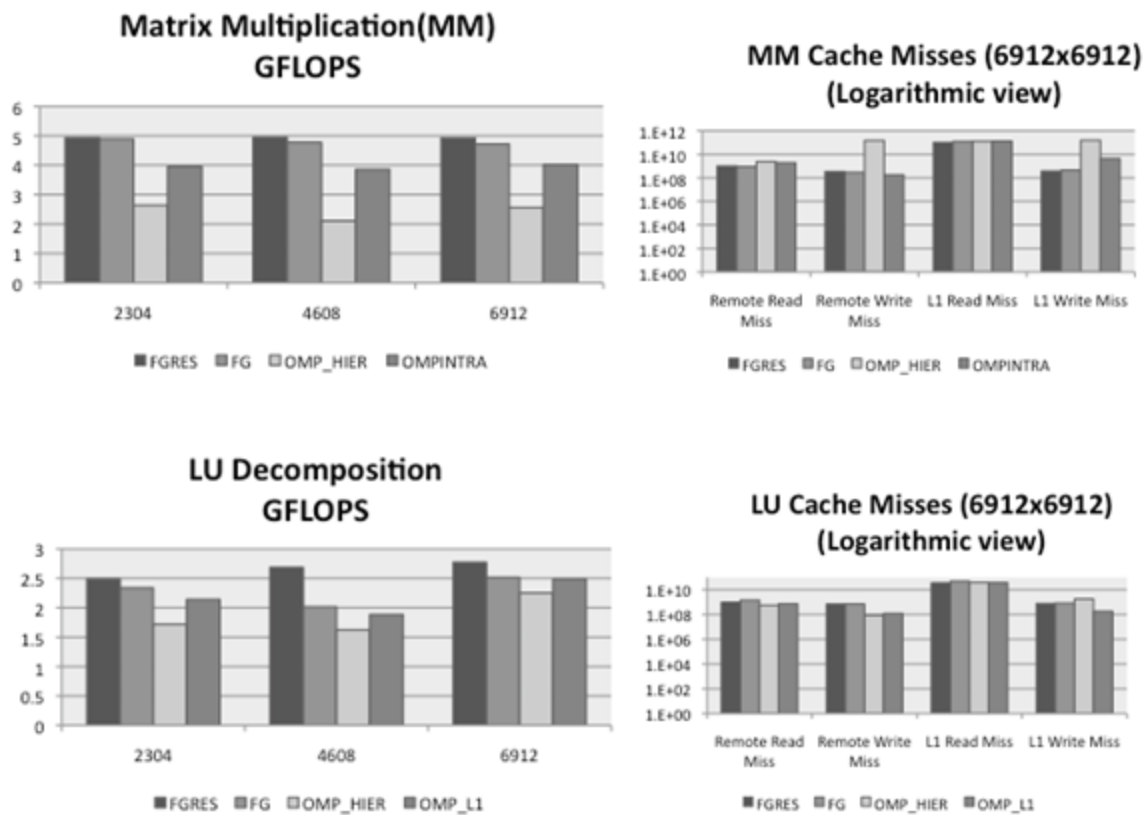 Matrix Multiplication(MM)
GFLOPS
6
5
4
3
2
1
0
2304 4608 6912
FGRES FG OMP_HIER OMPINTRA
MM Cache Misses (6912x6912)
(Logarithmic view)
1.E+12
1.E+10
1.E+08
1.E+06
1.E+04
1.E+02
1.E+00
Remote Read Remote Write L1 Read Miss L1 Write Miss
Miss Miss
FGRES FG OMP_HIER OMPINTRA
LU Decomposition
GFLOPS
3
2.5
2
1.5
1
0.5
0
2304 4608 6912
FGRES FG OMP_HIER OMP_L1
LU Cache Misses (6912x6912)
(Logarithmic view)
1.E+10
1.E+08
1.E+06
1.E+04
1.E+02
1.E+00
Remote Read Remote Write L1 Read Miss L1 Write Miss
Miss Miss
FGRES FG OMP_HIER OMP_L1